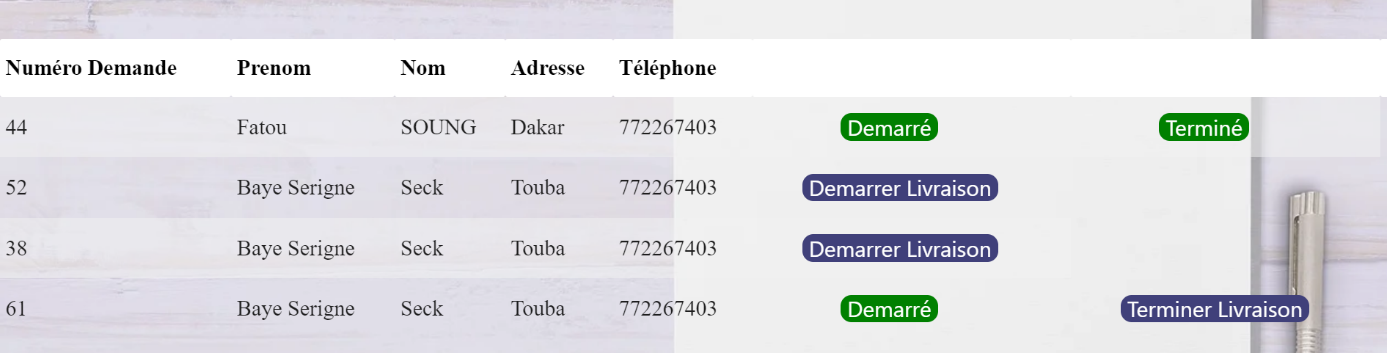 Numéro Demande Prenom Nom Adresse Téléphone
44 Fatou SOUNG Dakar 772267403 Demarré Terminé
52 Baye Serigne Seck Touba 772267403 Demarrer Livraison
38 Baye Serigne Seck Touba 772267403 Demarrer Livraison
61 Baye Serigne Seck Touba 772267403 Demarré Terminer Livraison